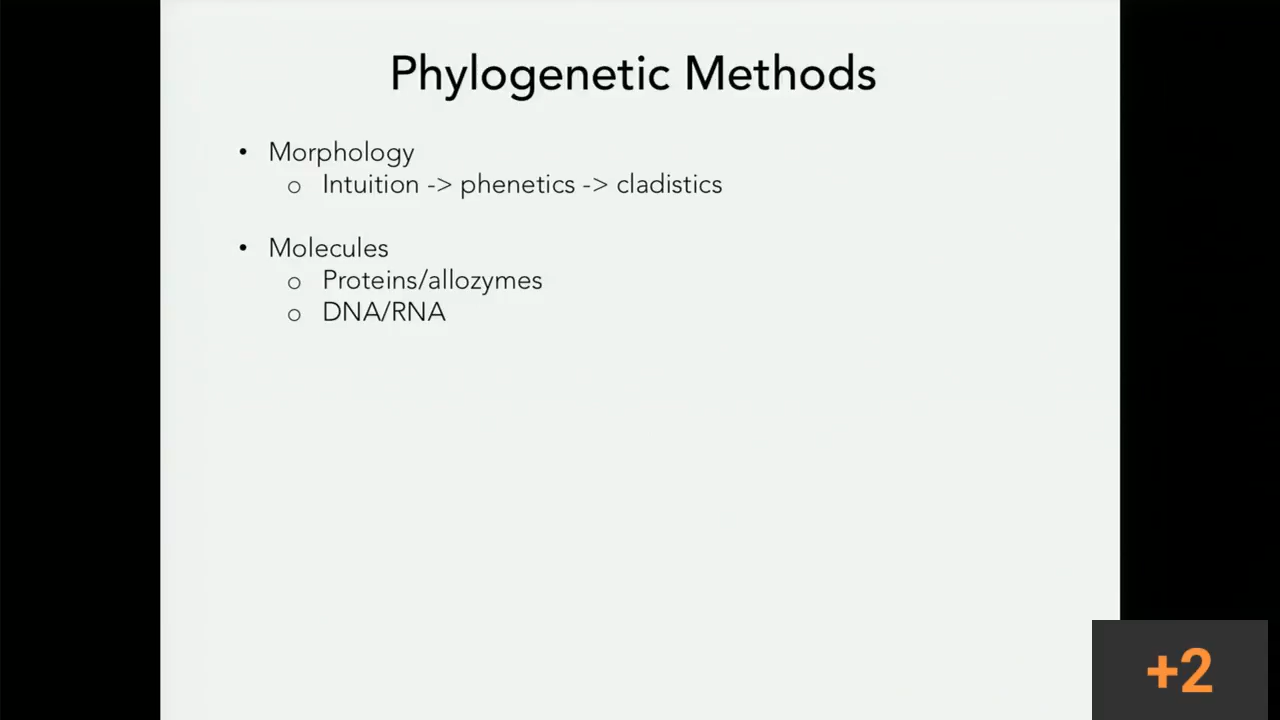 Phylogenetic Methods
• Morphology
o Intuition -> phenetics -> cladistics
• Molecules
o Proteins/allozymes
o DNA/RNA
+2